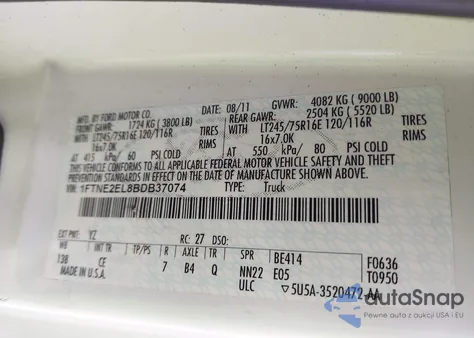 MFD. BY FORD MOTOR CO.
DATE: 08/11 GVWR: 4082 KG (9000 LB)
FRONT GAWR: 1724 KG (3800 LB) REAR GAWR: 2504 KG (5520 LB)
LT245/75R16E 120/116R TIRES LT245/75R16E 120/116R TIRES
16x7.0K RIMS 16x7.0K RIMS
AT 415 kPa/ 60 PSI COLD AT 550 kPa/ 80 PSI COLD
THIS VEHICLE CONFORMS TO ALL APPLICABLE FEDERAL MOTOR VEHICLE SAFETY AND THEFT
PREVENTION STANDARDS IN EFFECT ON THE DATE OF MANUFACTURE SHOWN ABOVE.
VIN: 1FTNE2EL8BDB37074 TYPE: Truck
EXT PNT: YZ RC: 27 DSO:
WB INT TR TP/PS R AXLE TR SPR BE414 F0636
138 CE 7 B4 Q NN22 E05 T0950
MADE IN U.S.A. ULC ▽5U5A-3520472-AA
autaSnap
Pewne auto z USA i EU